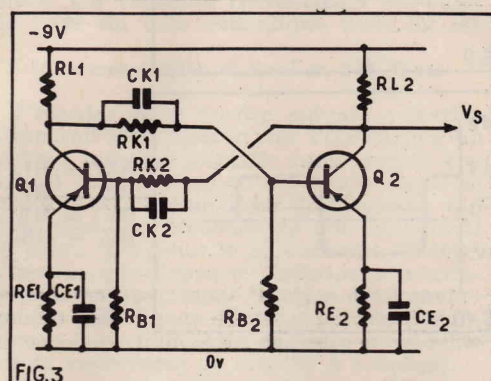 -9V
RL1
CK1
RL2
RK1
VS
RK2
Q1
Q2
CK2
RE1
CE1
RB1
RB2
RE2
CE2
0v
FIG.3